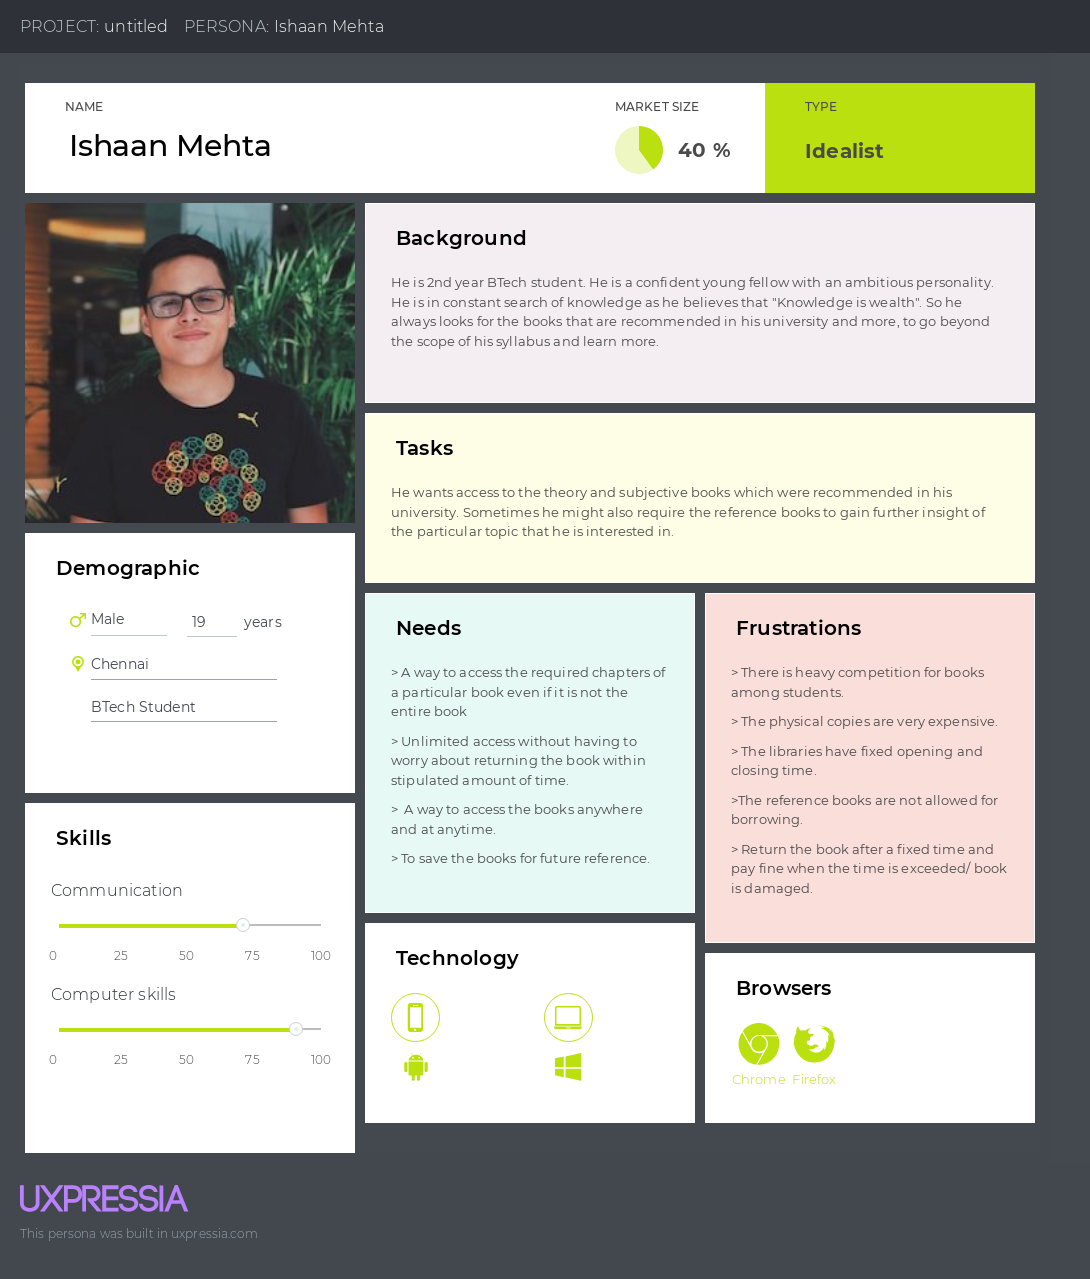 PROJECT: untitled PERSONA: Ishaan Mehta
NAME
Ishaan Mehta
MARKET SIZE
40 %
TYPE
Idealist
Background
He is 2nd year BTech student. He is a confident young fellow with an ambitious personality.
He is in constant search of knowledge as he believes that "Knowledge is wealth". So he
always looks for the books that are recommended in his university and more, to go beyond
the scope of his syllabus and learn more.
Tasks
He wants access to the theory and subjective books which were recommended in his
university. Sometimes he might also require the reference books to gain further insight of
the particular topic that he is interested in.
Demographic
Male 19 years
Chennai
BTech Student
Skills
Communication
0 25 50 75 100
Computer skills
0 25 50 75 100
Needs
> A way to access the required chapters of
a particular book even if it is not the
entire book
> Unlimited access without having to
worry about returning the book within
stipulated amount of time.
> A way to access the books anywhere
and at anytime.
> To save the books for future reference.
Frustrations
> There is heavy competition for books
among students.
> The physical copies are very expensive.
> The libraries have fixed opening and
closing time.
>The reference books are not allowed for
borrowing.
> Return the book after a fixed time and
pay fine when the time is exceeded/ book
is damaged.
Technology
Browsers
Chrome Firefox
UXPRESSIA
This persona was built in uxpressia.com